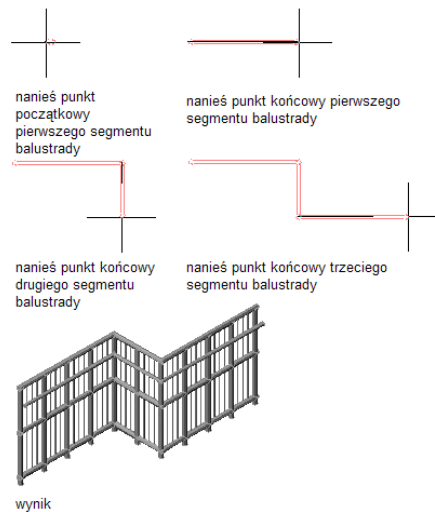 nanieś punkt
początkowy
pierwszego segmentu
balustrady
nanieś punkt końcowy pierwszego
segmentu balustrady
nanieś punkt końcowy
drugiego segmentu
balustrady
nanieś punkt końcowy trzeciego
segmentu balustrady
wynik